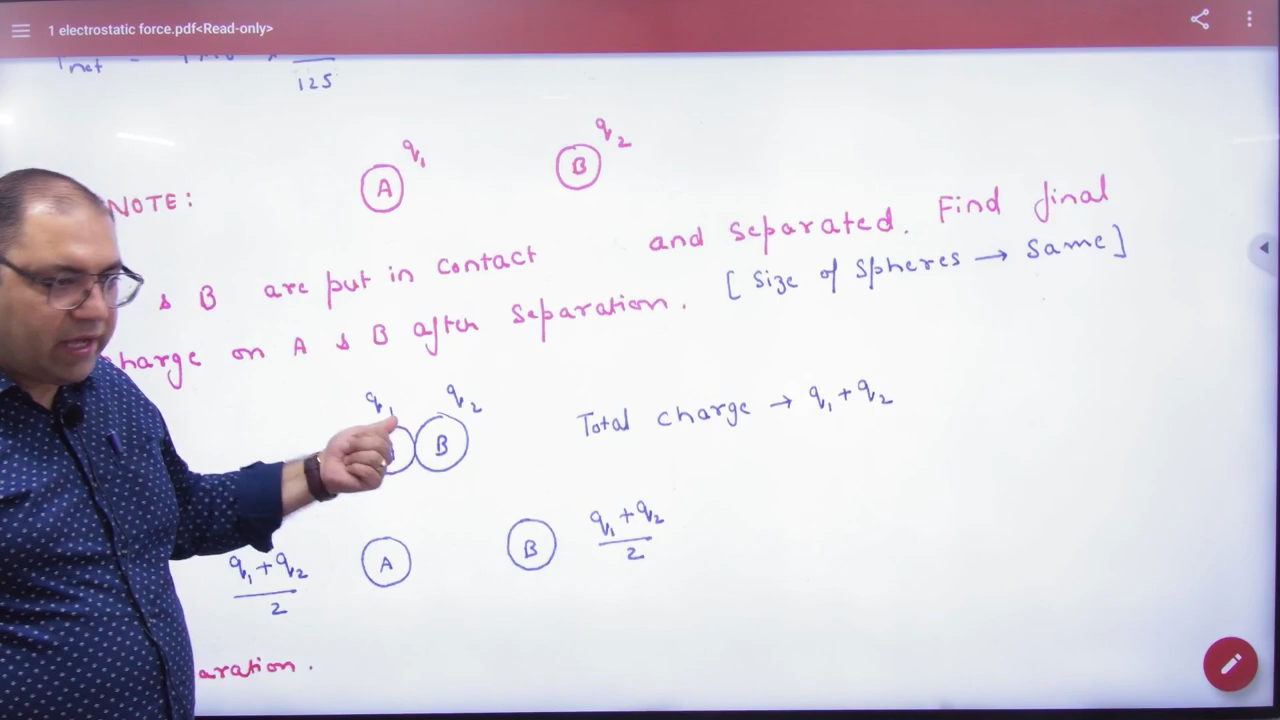 1 electrostatic force.pdf<Read-only>
net -
125
q₁ q₂
NOTE: A B
& B are put in contact and separated. Find final
harge on A & B after separation. [Size of spheres → same]
q₁ q₂
B Total charge → q₁+q₂
q₁+q₂/2 A B q₁+q₂/2
aration.